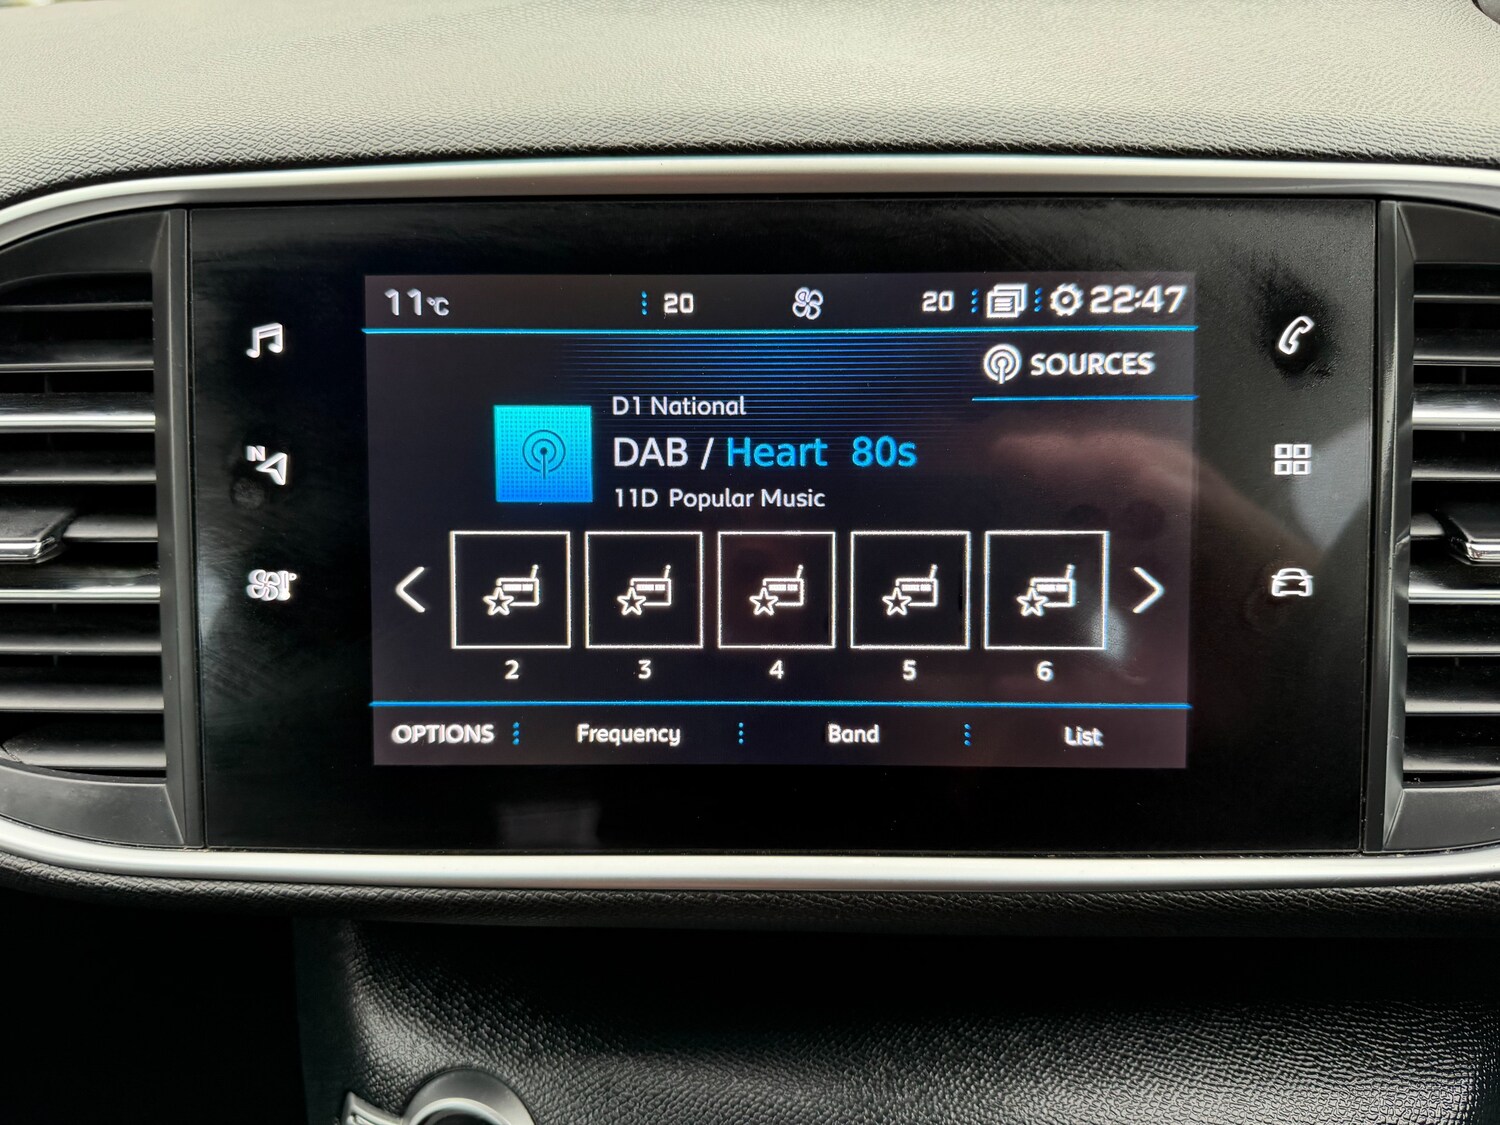 11°C 20 20 22:47
SOURCES
D1 National
DAB / Heart 80s
11D Popular Music
2 3 4 5 6
OPTIONS Frequency Band List
N